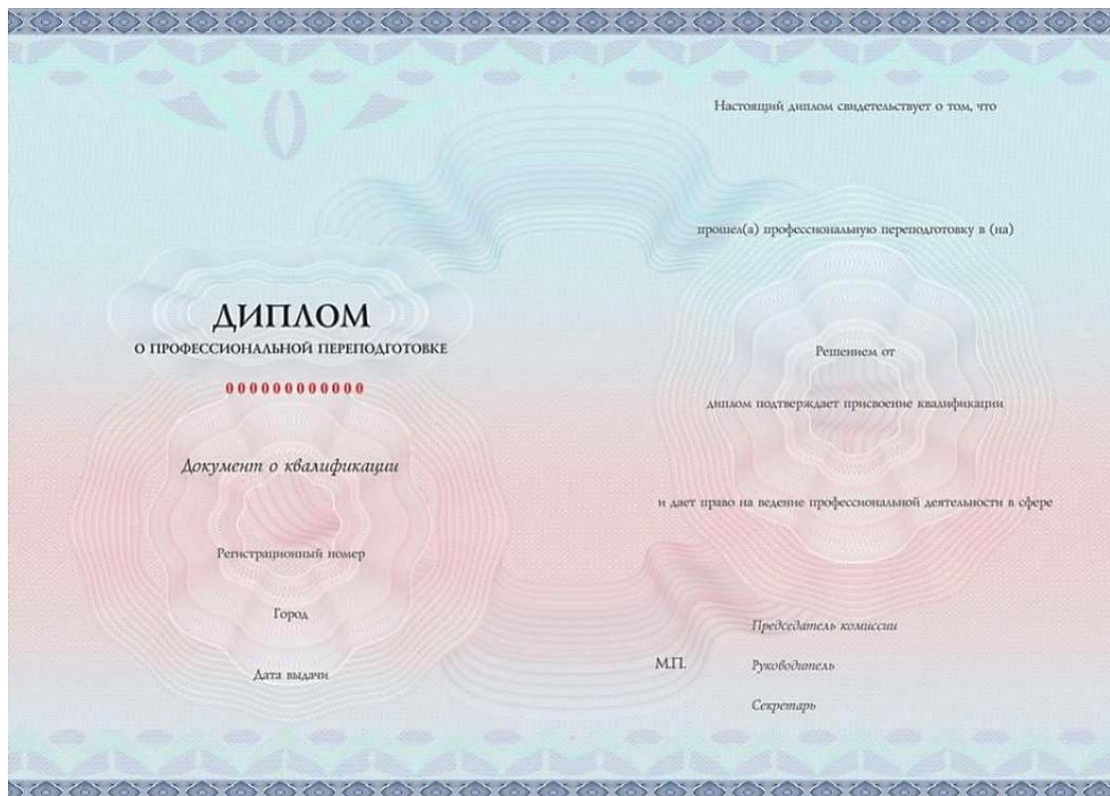 ДИПЛОМ
О ПРОФЕССИОНАЛЬНОЙ ПЕРЕПОДГОТОВКЕ
000000000000
Документ о квалификации
Регистрационный номер
Город
Дата выдачи
Настоящий диплом свидетельствует о том, что
прошел(а) профессиональную переподготовку в (на)
Решением от
диплом подтверждает присвоение квалификации
и дает право на ведение профессиональной деятельности в сфере
Председатель комиссии
М.П. Руководитель
Секретарь